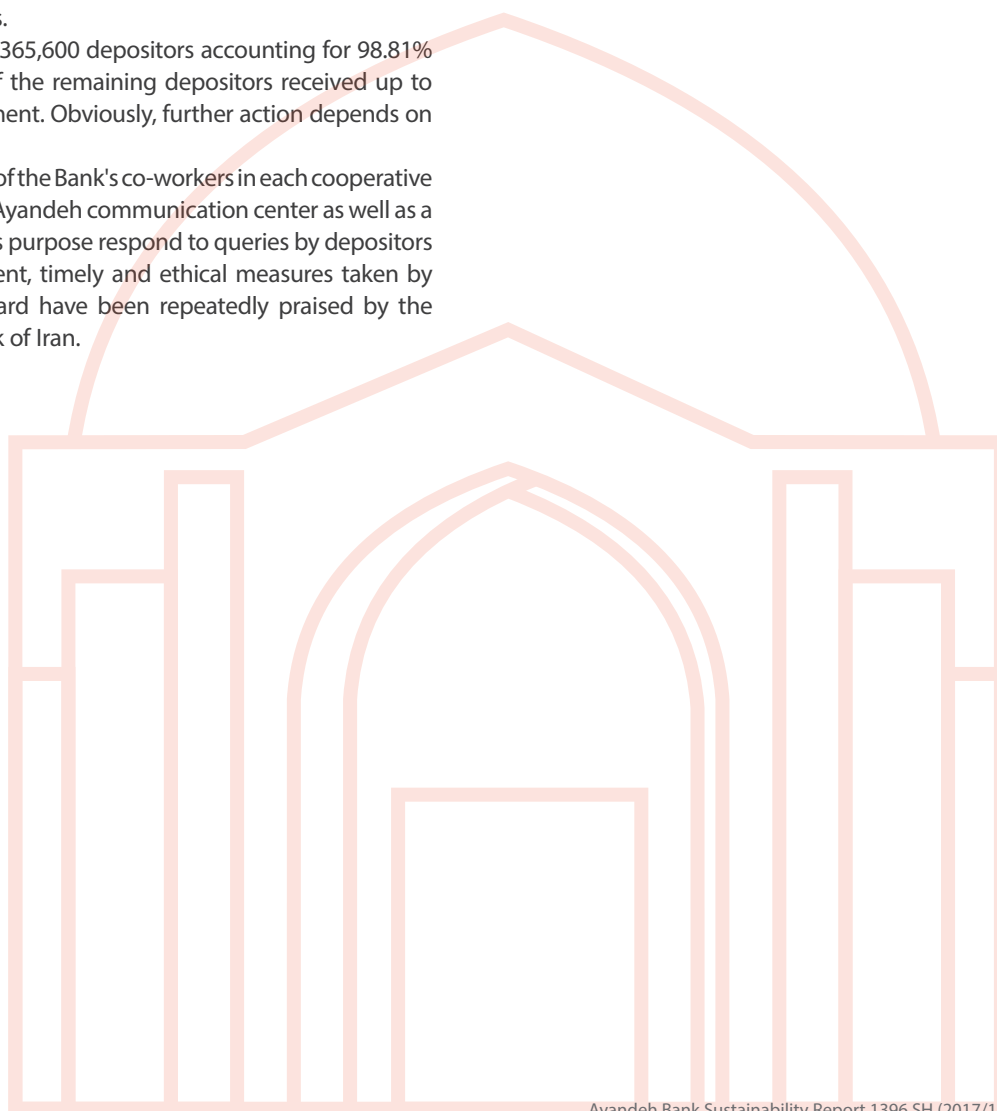 365,600 depositors accounting for 98.81%
the remaining depositors received up to
Obviously, further action depends on
of the Bank's co-workers in each cooperative
Ayandeh communication center as well as a
purpose respond to queries by depositors
timely and ethical measures taken by
have been repeatedly praised by the
of Iran.
Ayandeh Bank Sustainability Report 1396 SH (2017/1